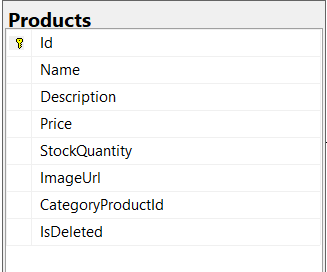 Products
Id
Name
Description
Price
StockQuantity
ImageUrl
CategoryProductId
IsDeleted